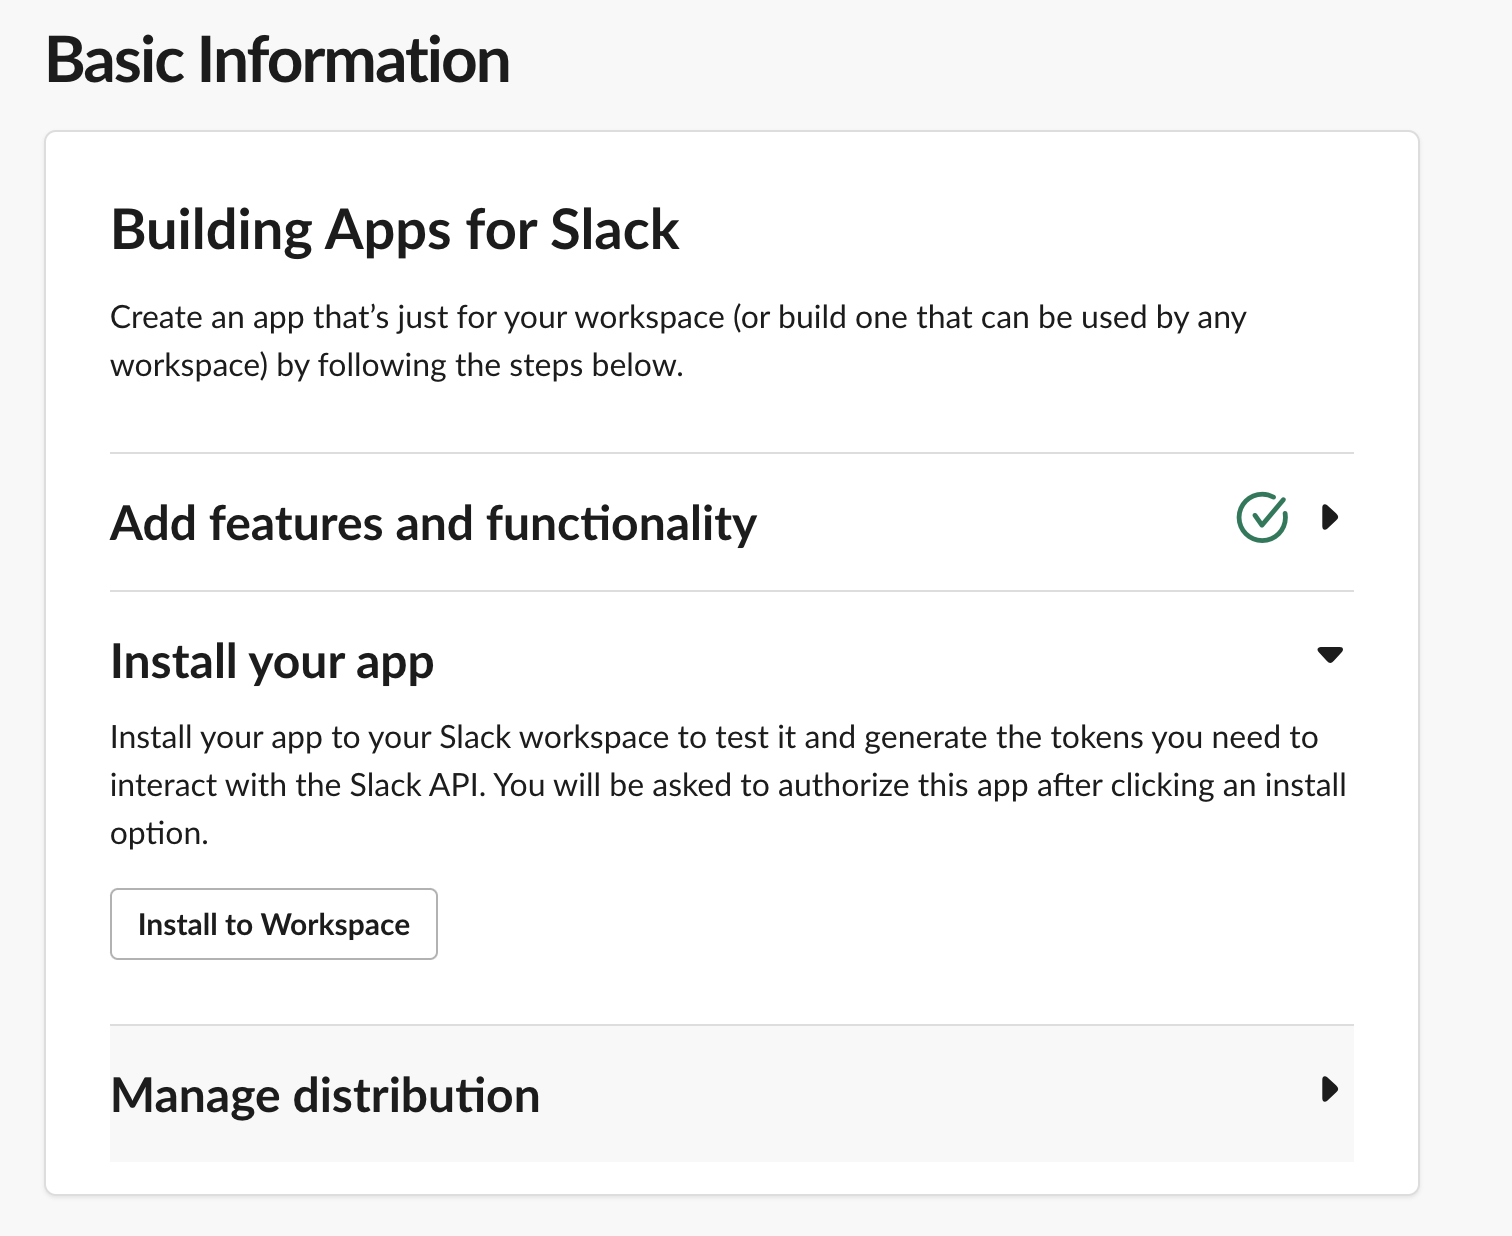 Basic Information
Building Apps for Slack
Create an app that’s just for your workspace (or build one that can be used by any
workspace) by following the steps below.
Add features and functionality
Install your app
Install your app to your Slack workspace to test it and generate the tokens you need to
interact with the Slack API. You will be asked to authorize this app after clicking an install
option.
Install to Workspace
Manage distribution